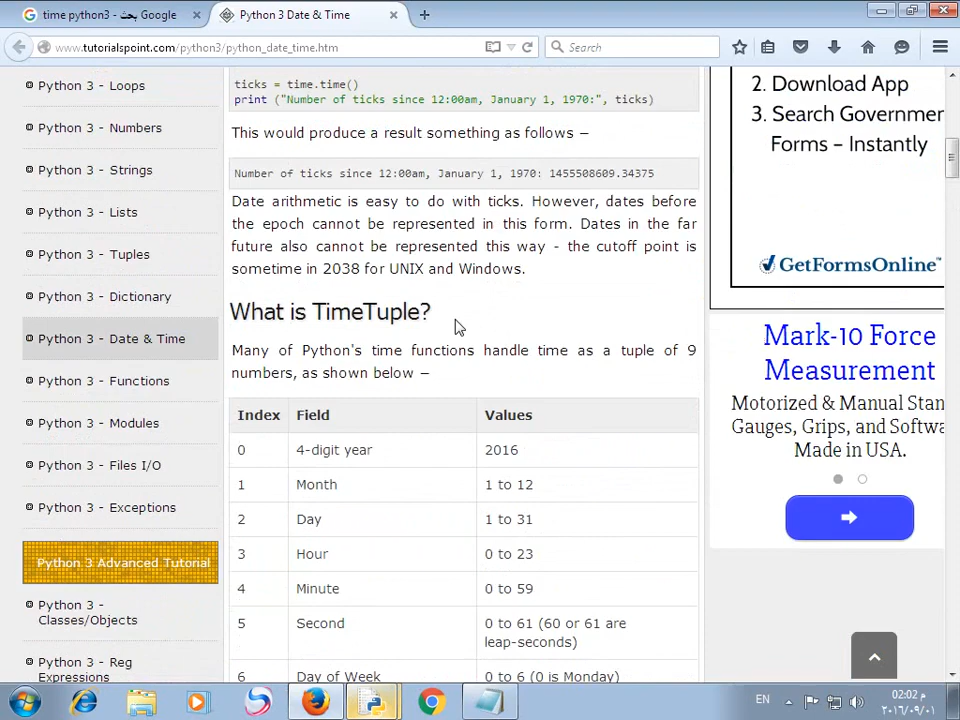 time python3 - بحث Google
Python 3 Date & Time
www.tutorialspoint.com/python3/python_date_time.htm
Search
Python 3 - Loops
Python 3 - Numbers
Python 3 - Strings
Python 3 - Lists
Python 3 - Tuples
Python 3 - Dictionary
Python 3 - Date & Time
Python 3 - Functions
Python 3 - Modules
Python 3 - Files I/O
Python 3 - Exceptions
Python 3 Advanced Tutorial
Python 3 -
Classes/Objects
Python 3 - Reg
Expressions
ticks = time.time()
print ("Number of ticks since 12:00am, January 1, 1970:", ticks)
This would produce a result something as follows −
Number of ticks since 12:00am, January 1, 1970: 1455508609.34375
Date arithmetic is easy to do with ticks. However, dates before
the epoch cannot be represented in this form. Dates in the far
future also cannot be represented this way - the cutoff point is
sometime in 2038 for UNIX and Windows.
What is TimeTuple?
Many of Python's time functions handle time as a tuple of 9
numbers, as shown below −
Index Field Values
0 4-digit year 2016
1 Month 1 to 12
2 Day 1 to 31
3 Hour 0 to 23
4 Minute 0 to 59
5 Second 0 to 61 (60 or 61 are
leap-seconds)
6 Day of Week 0 to 6 (0 is Monday)
2. Download App
3. Search Governmen
Forms – Instantly
GetFormsOnline™
Mark-10 Force
Measurement
Motorized & Manual Stan
Gauges, Grips, and Softwa
Made in USA.
EN
02:02 م
٢٠١٦/٠٩/٠١